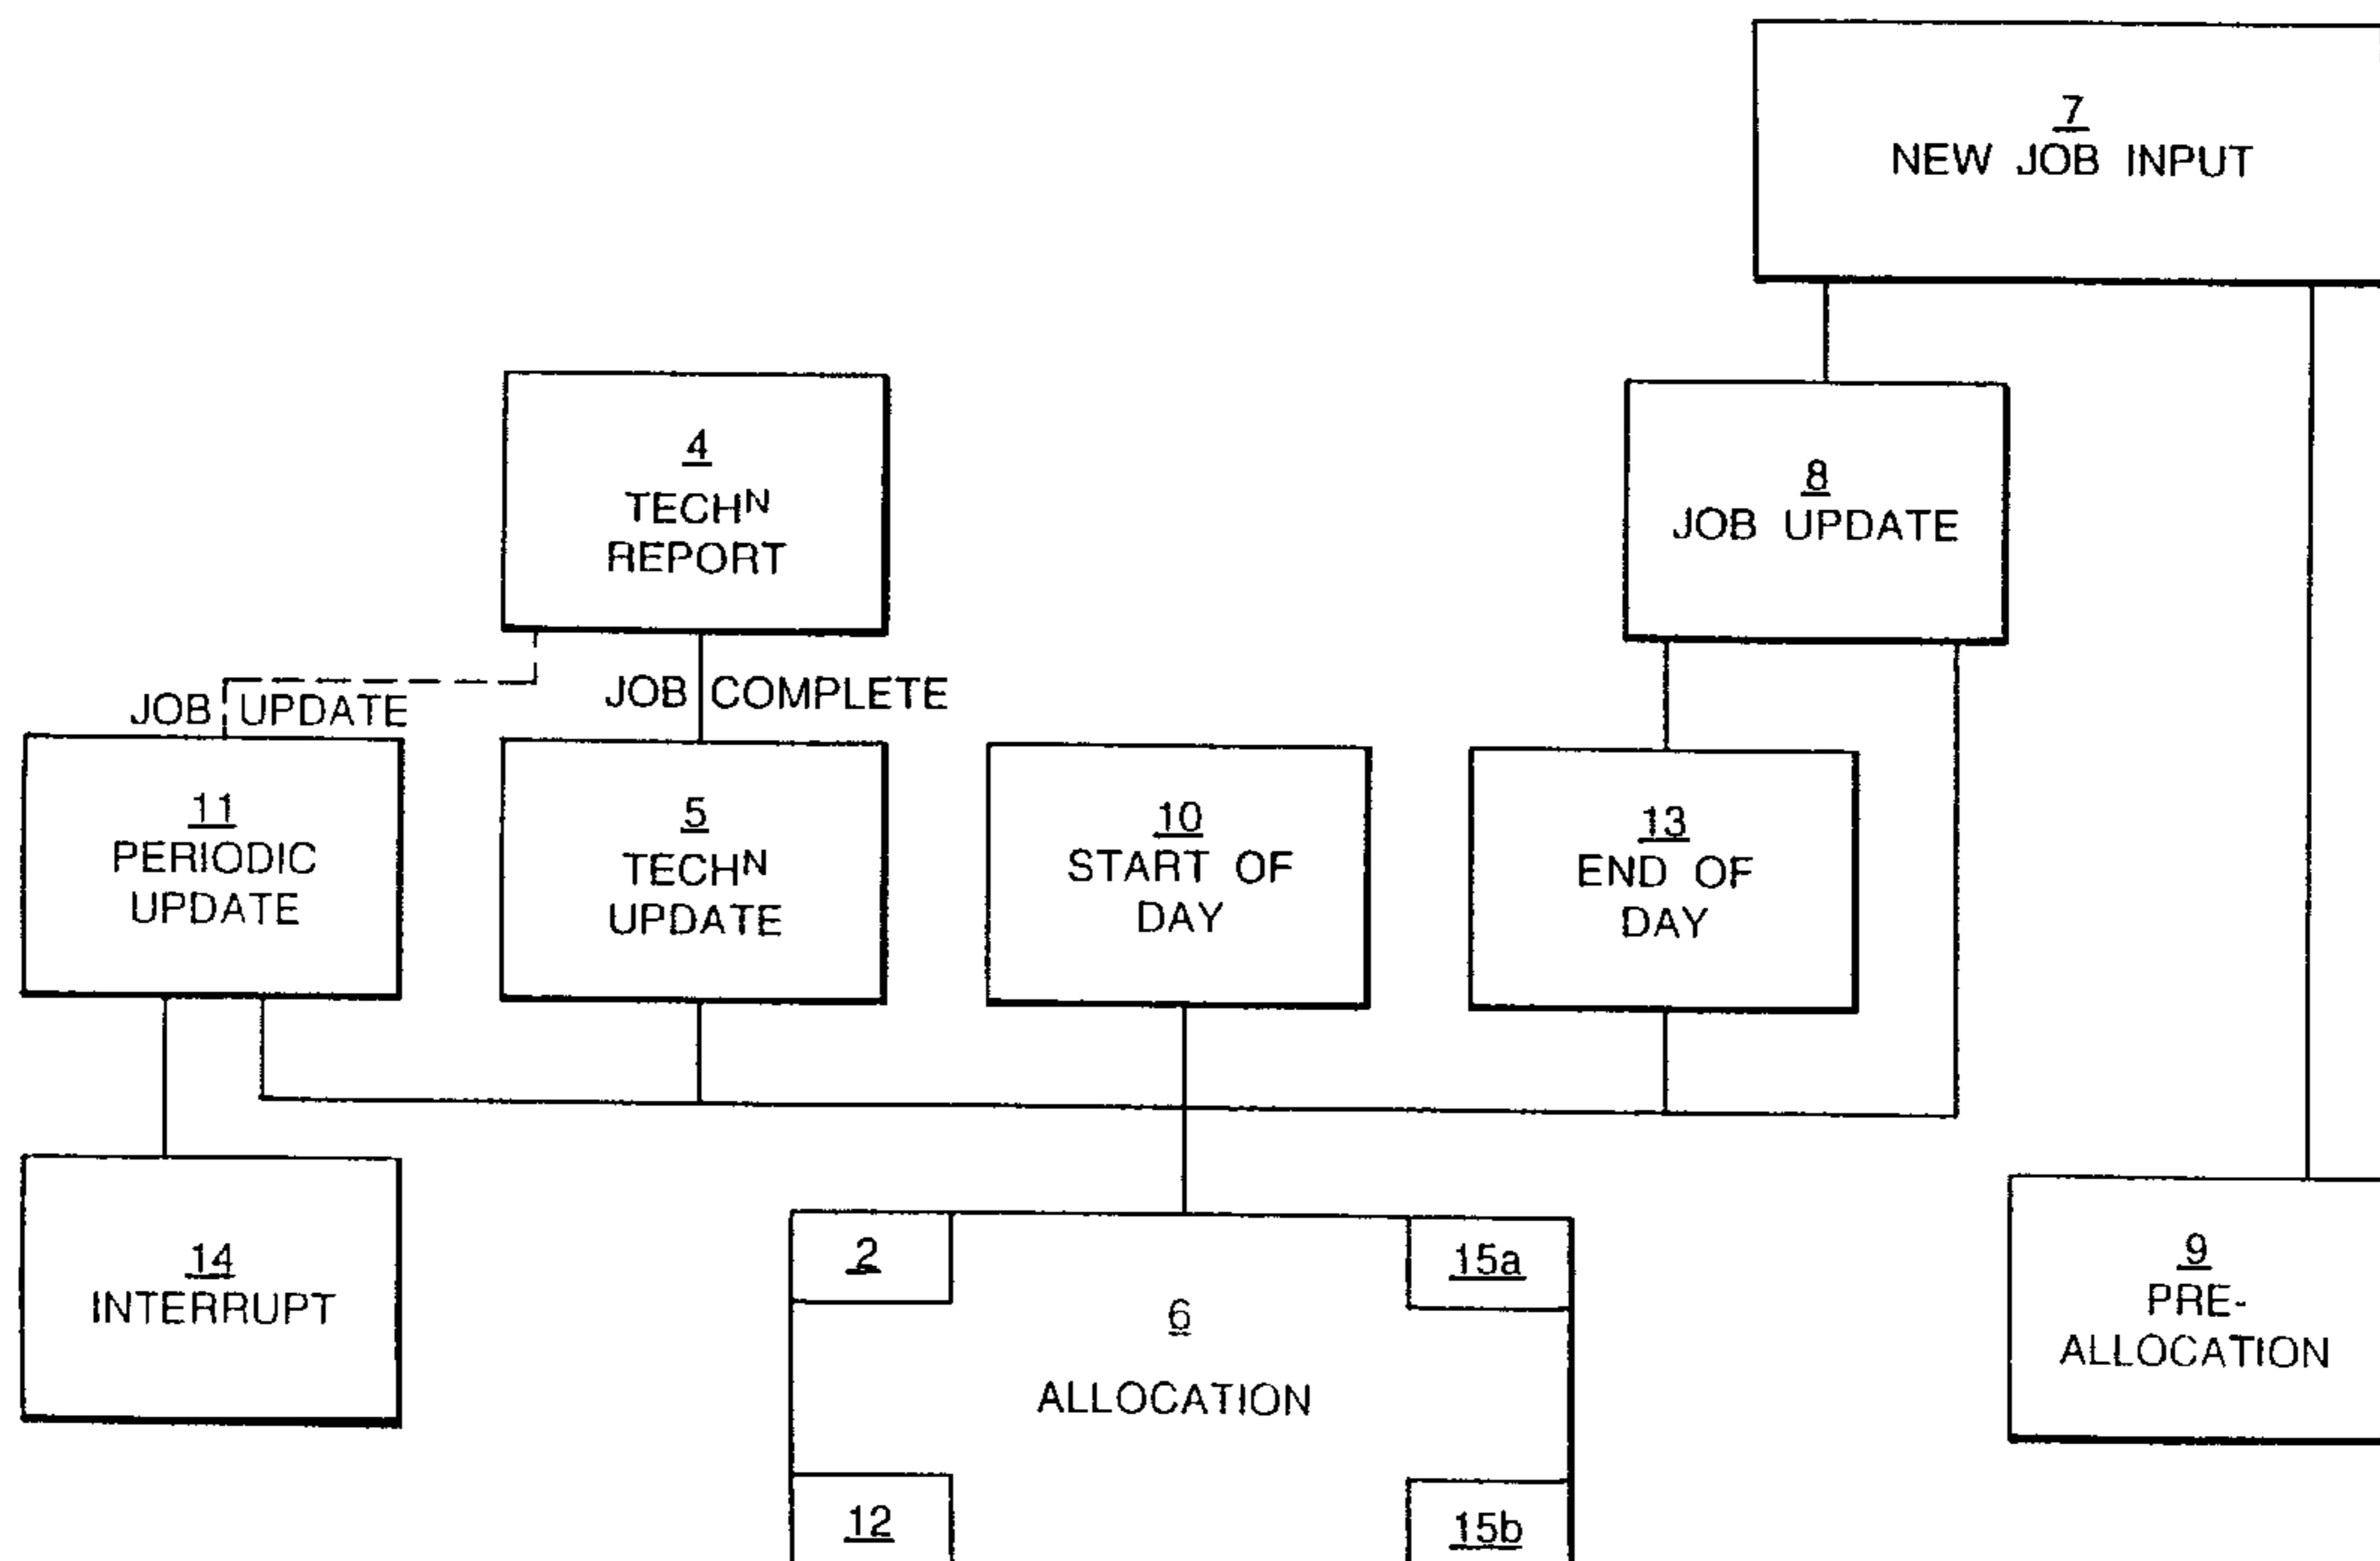 7
NEW JOB INPUT
4
TECHᴺ
REPORT
8
JOB UPDATE
JOB UPDATE
JOB COMPLETE
11
PERIODIC
UPDATE
5
TECHᴺ
UPDATE
10
START OF
DAY
13
END OF
DAY
14
INTERRUPT
2
15a
6
ALLOCATION
12
15b
9
PRE-
ALLOCATION